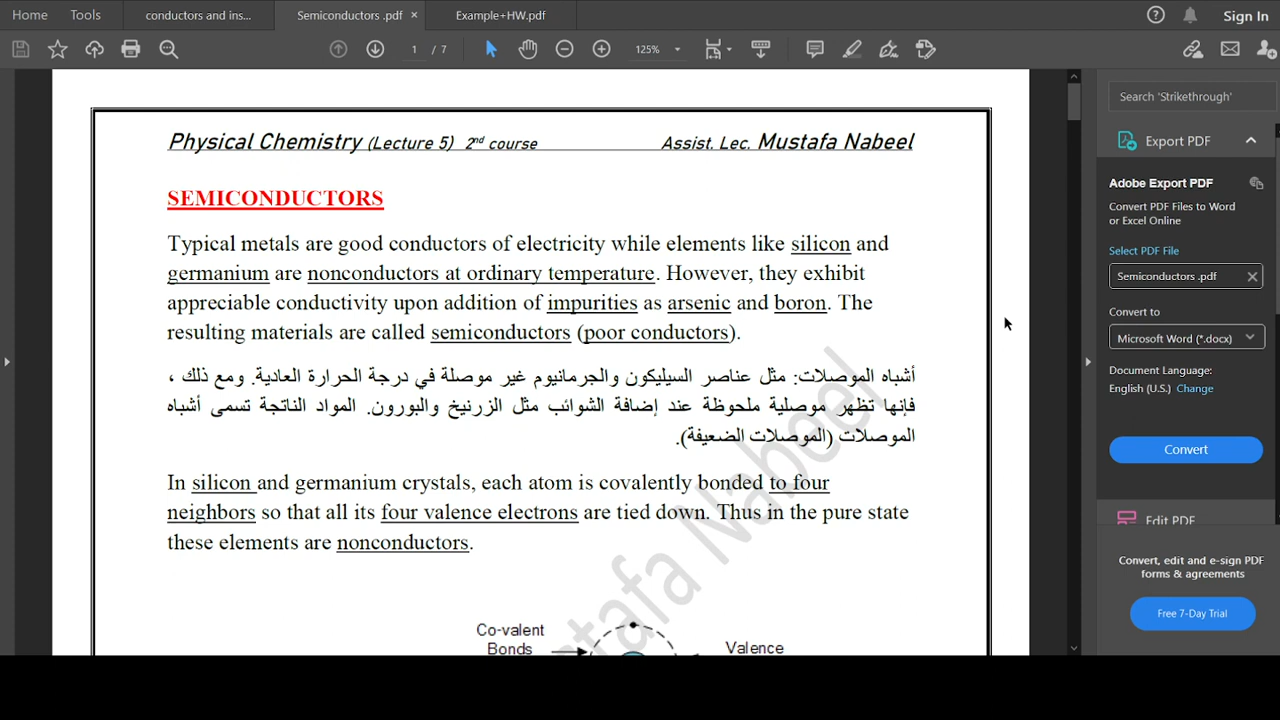 Home Tools conductors and ins... Semiconductors .pdf × Example+HW.pdf Sign In
1 / 7 125%
Search 'Strikethrough'
Export PDF
Adobe Export PDF
Convert PDF Files to Word
or Excel Online
Select PDF File
Semiconductors .pdf
Convert to
Microsoft Word (*.docx)
Document Language:
English (U.S.) Change
Convert
Edit PDF
Convert, edit and e-sign PDF
forms & agreements
Free 7-Day Trial
Physical Chemistry (Lecture 5) 2nd course Assist. Lec. Mustafa Nabeel
SEMICONDUCTORS
Typical metals are good conductors of electricity while elements like silicon and
germanium are nonconductors at ordinary temperature. However, they exhibit
appreciable conductivity upon addition of impurities as arsenic and boron. The
resulting materials are called semiconductors (poor conductors).
أشباه الموصلات: مثل عناصر السيليكون والجرمانيوم غير موصلة في درجة الحرارة العادية. ومع ذلك ،
فإنها تظهر موصلية ملحوظة عند إضافة الشوائب مثل الزرنيخ والبورون. المواد الناتجة تسمى أشباه
الموصلات (الموصلات الضعيفة).
In silicon and germanium crystals, each atom is covalently bonded to four
neighbors so that all its four valence electrons are tied down. Thus in the pure state
these elements are nonconductors.
Co-valent
Bonds
Valence
tafa Nabeel